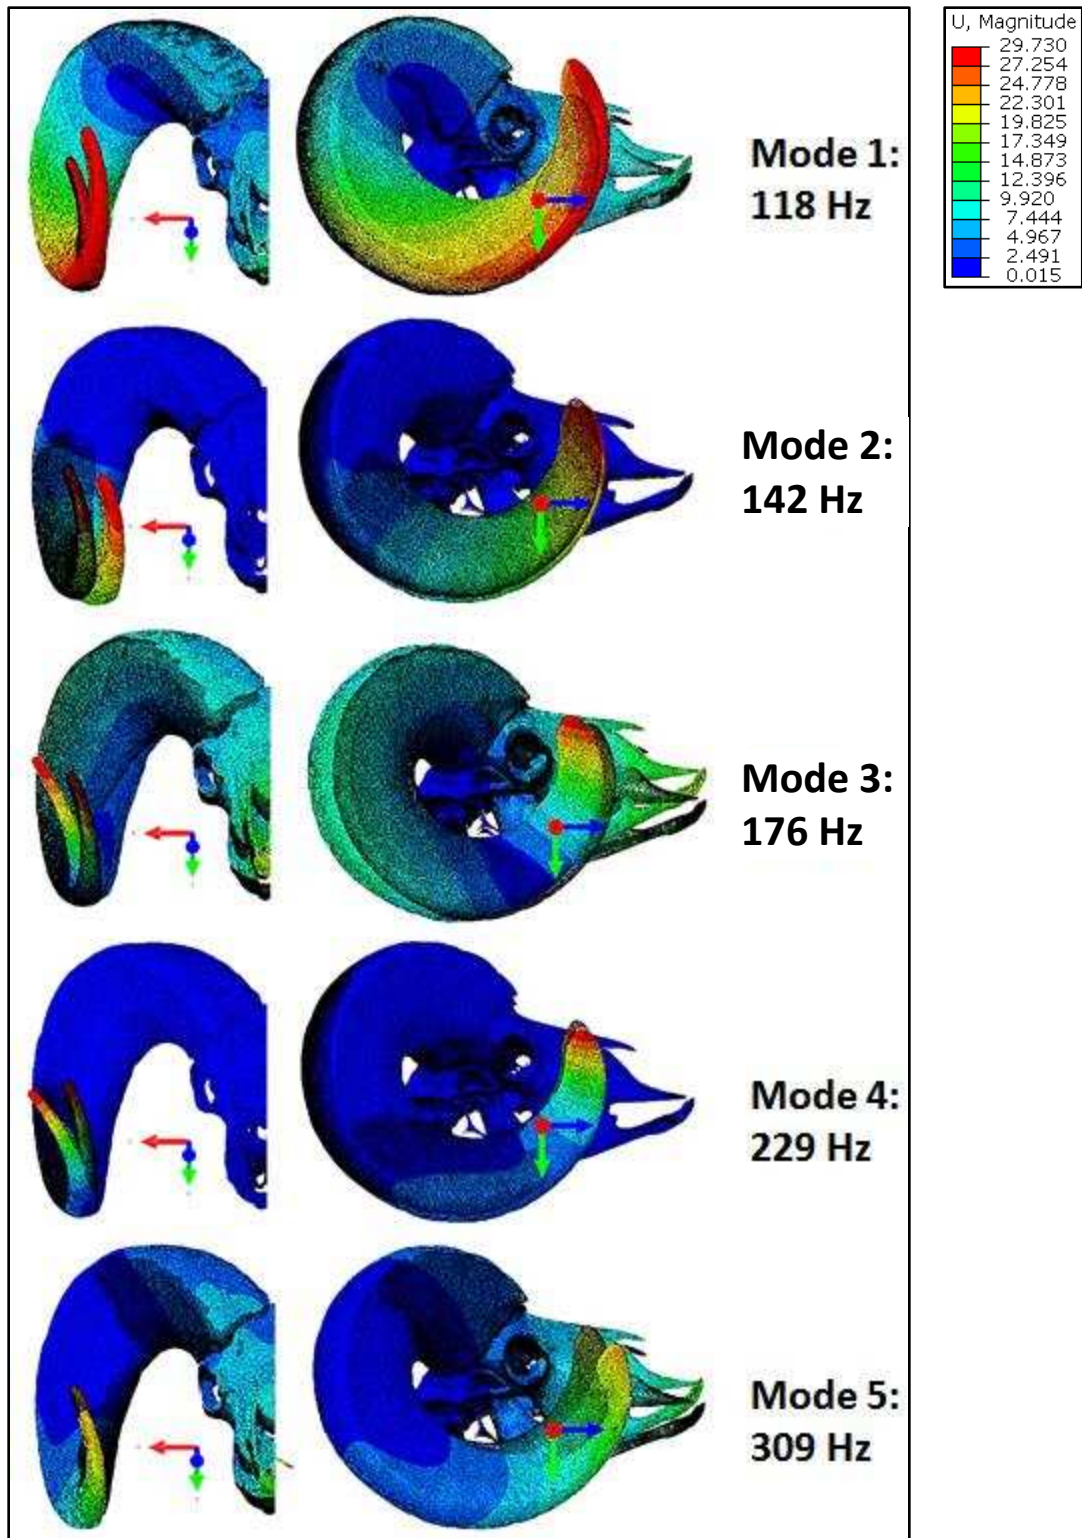 U, Magnitude
29.730
27.254
24.778
22.301
19.825
17.349
14.873
12.396
9.920
7.444
4.967
2.491
0.015
Mode 1:
118 Hz
Mode 2:
142 Hz
Mode 3:
176 Hz
Mode 4:
229 Hz
Mode 5:
309 Hz